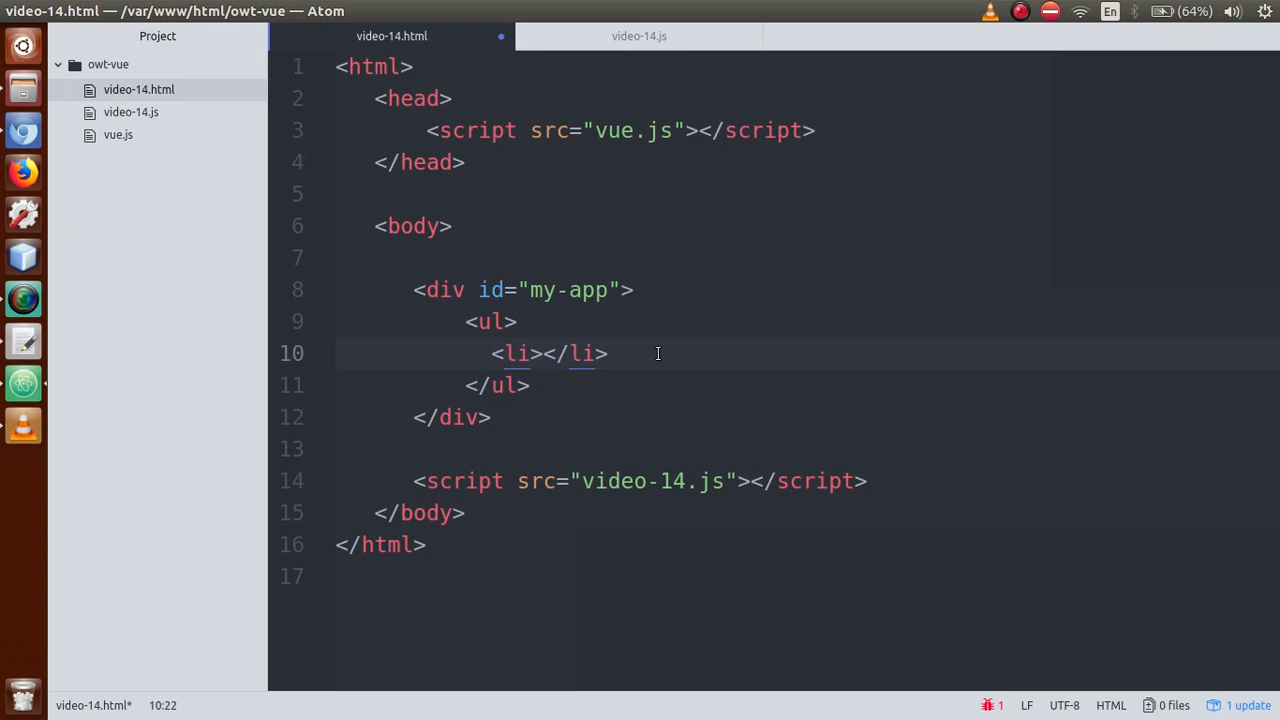 video-14.html — /var/www/html/owt-vue — Atom
En
(64%)
Project
video-14.html
video-14.js
owt-vue
video-14.html
video-14.js
vue.js
1 <html>
2 <head>
3 <script src="vue.js"></script>
4 </head>
5
6 <body>
7
8 <div id="my-app">
9 <ul>
10 <li></li>
11 </ul>
12 </div>
13
14 <script src="video-14.js"></script>
15 </body>
16 </html>
17
video-14.html* 10:22
1 LF UTF-8 HTML 0 files 1 update